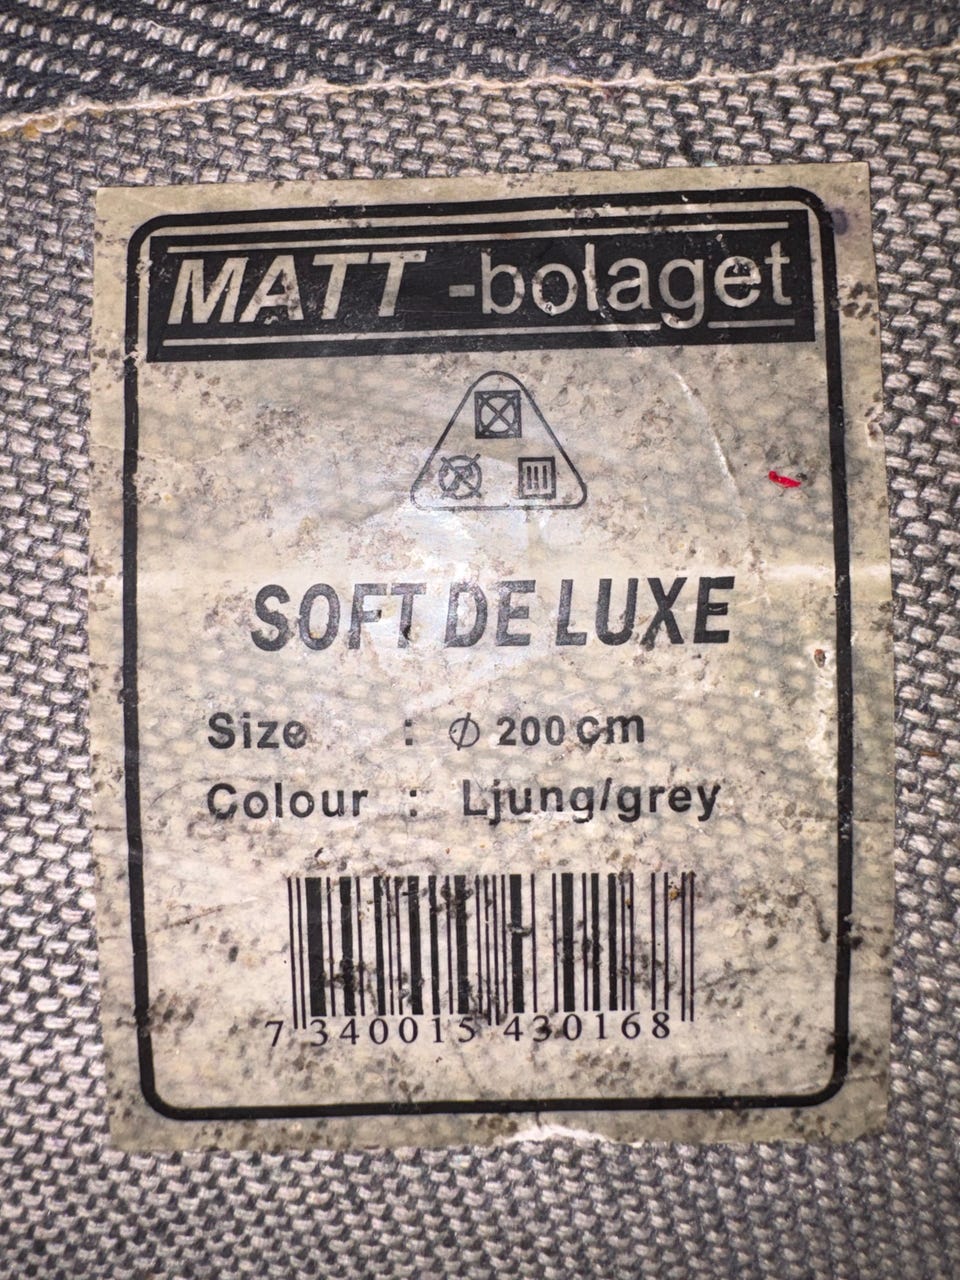 MATT -bolaget
SOFT DE LUXE
Size : ⌀ 200 cm
Colour : Ljung/grey
7 340015 430168